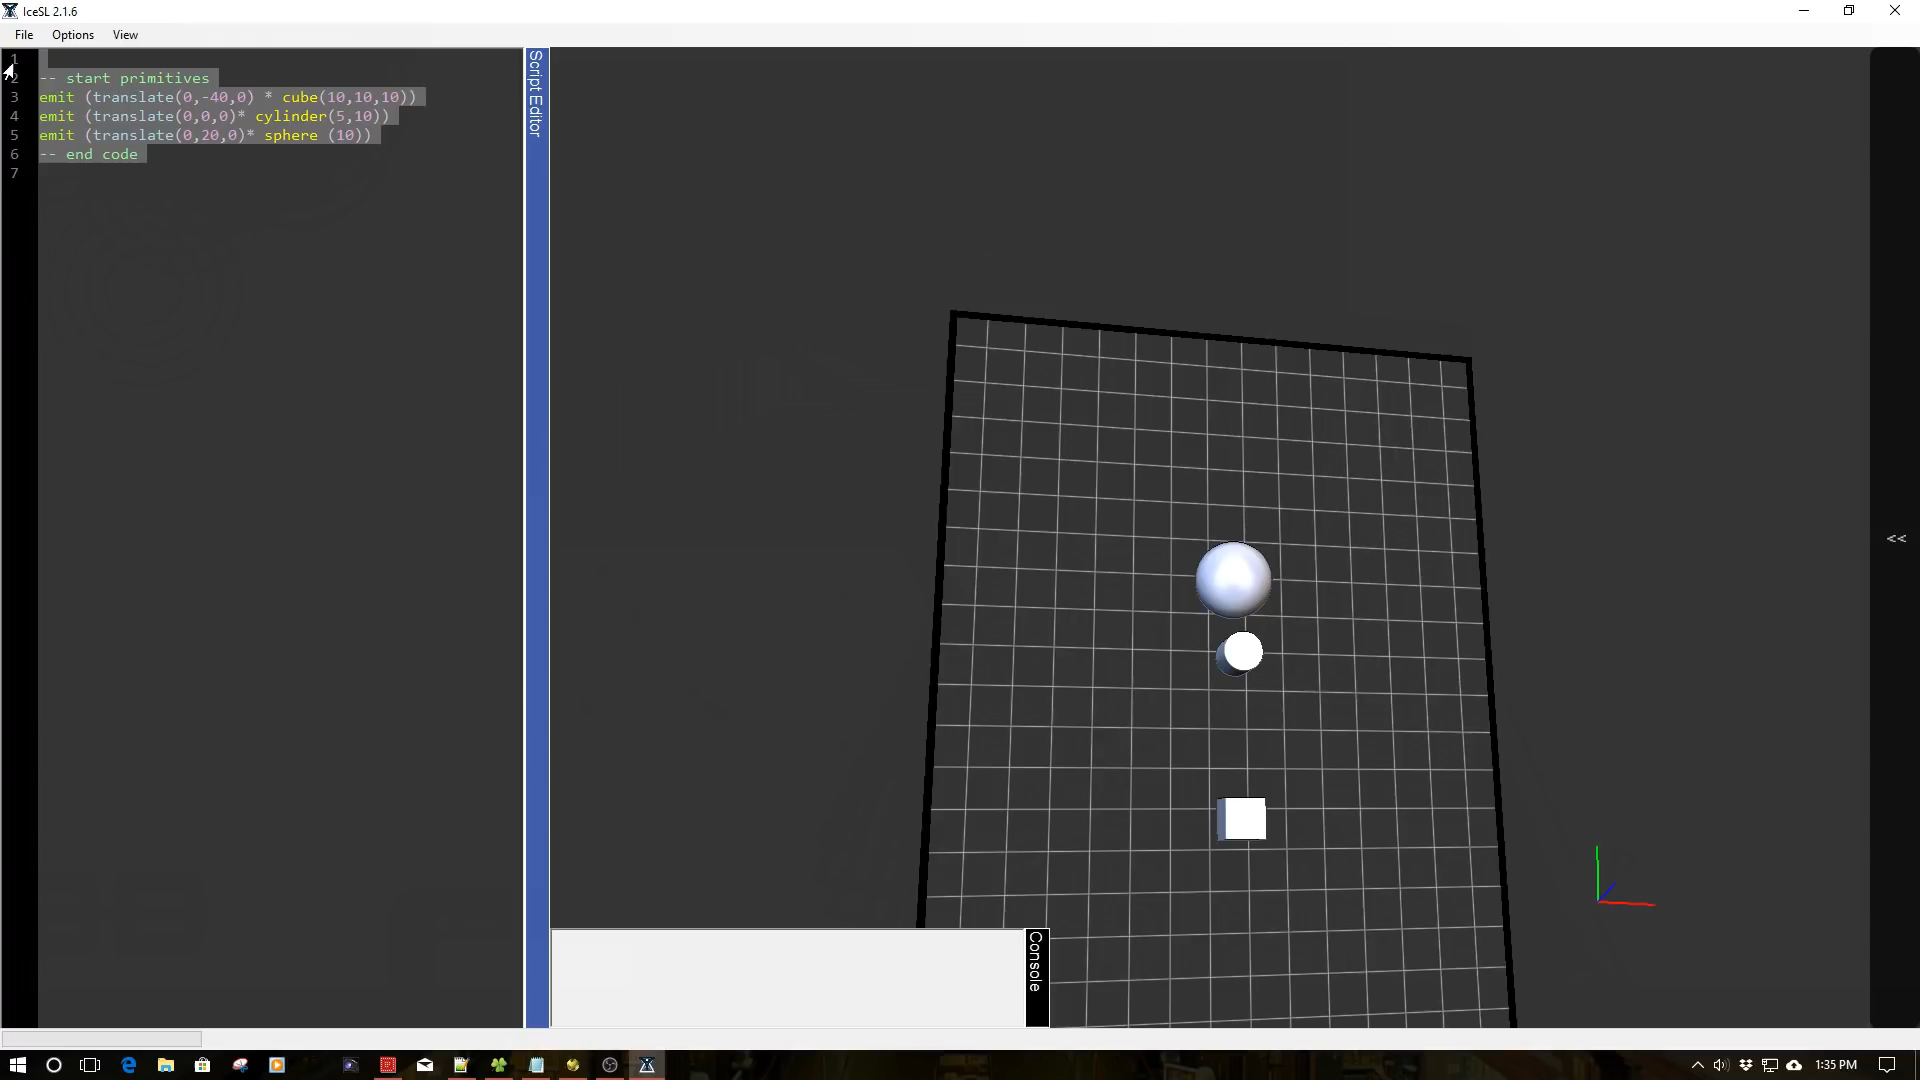 IceSL 2.1.6
File Options View
1
2 -- start primitives
3 emit (translate(0,-40,0) * cube(10,10,10))
4 emit (translate(0,0,0)* cylinder(5,10))
5 emit (translate(0,20,0)* sphere (10))
6 -- end code
7
Script Editor
<<
Console
1:35 PM